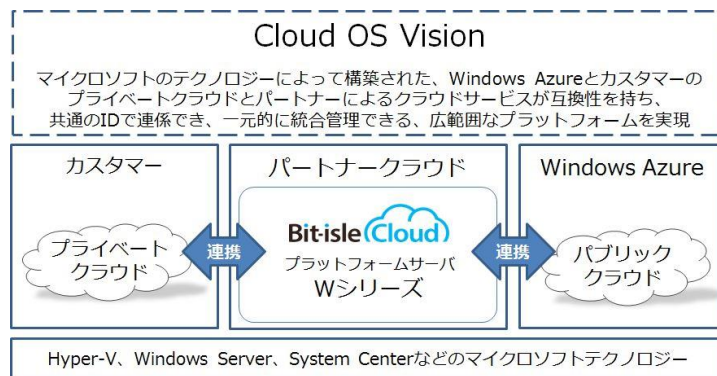 Cloud OS Vision
マイクロソフトのテクノロジーによって構築された、Windows Azureとカスタマーの
プライベートクラウドとパートナーによるクラウドサービスが互換性を持ち、
共通のIDで連係でき、一元的に統合管理できる、広範囲なプラットフォームを実現
カスタマー
プライベート
クラウド
連携
パートナークラウド
Bit-isle Cloud
プラットフォームサーバ
Wシリーズ
連携
Windows Azure
パブリック
クラウド
Hyper-V、Windows Server、System Centerなどのマイクロソフトテクノロジー